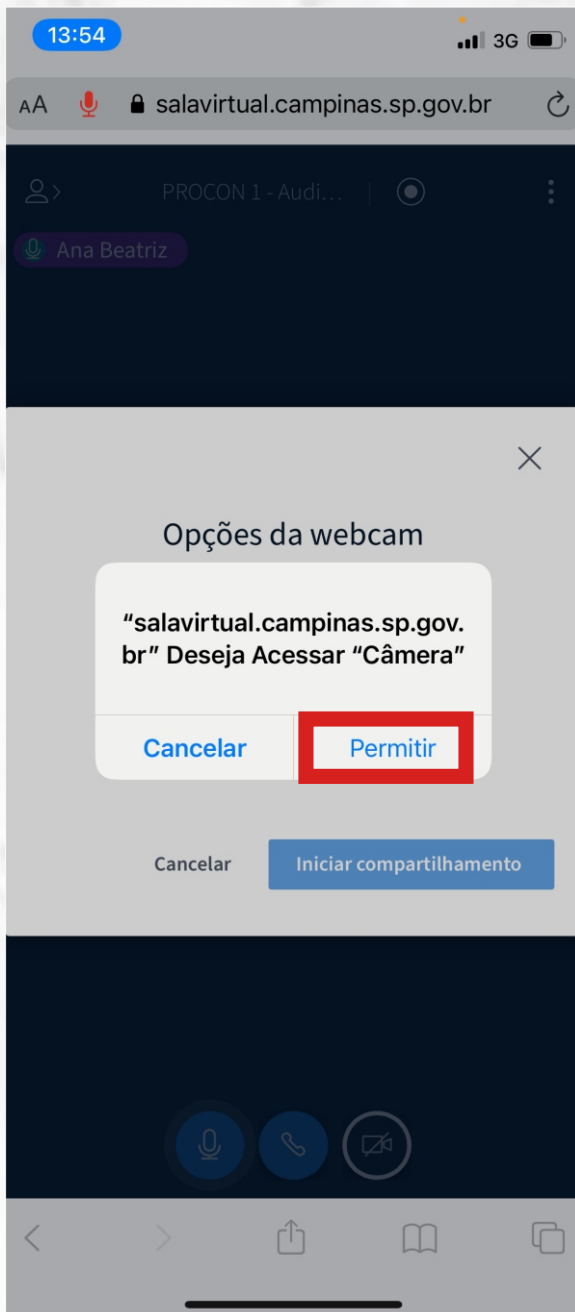 13:54
3G
AA
salavirtual.campinas.sp.gov.br
PROCON 1 - Audi...
Ana Beatriz
Opções da webcam
“salavirtual.campinas.sp.gov.
br” Deseja Acessar “Câmera”
Cancelar
Permitir
Cancelar
Iniciar compartilhamento